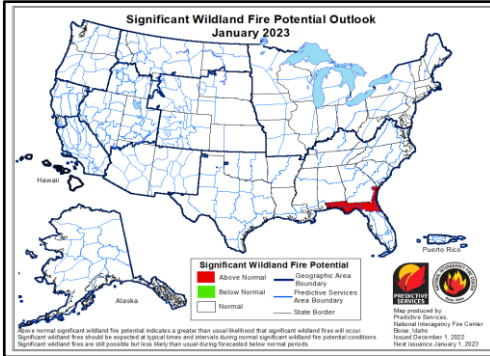 Significant Wildland Fire Potential Outlook
January 2023
Hawaii
Alaska
Puerto Rico
Significant Wildland Fire Potential
Above Normal
Below Normal
Normal
Geographic Area
Boundary
Predictive Services
Area Boundary
State Border
PREDICTIVE
SERVICES
Map produced by
Predictive Services,
National Interagency Fire Center
Boise, Idaho
Issued December 1, 2022
Next issuance January 1, 2023
Above normal significant wildland fire potential indicates a greater than usual likelihood that significant wildland fires will occur.
Significant wildland fires should be expected at typical times and intervals during normal significant wildland fire potential conditions.
Significant wildland fires are still possible but less likely than usual during forecasted below normal periods.